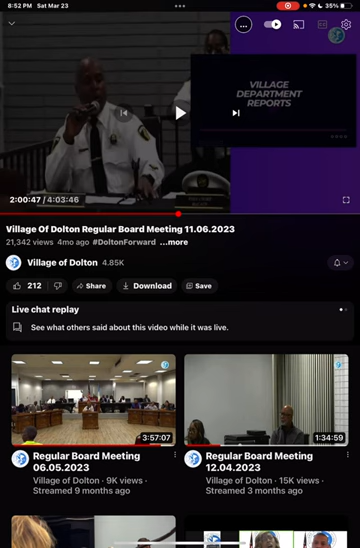 8:52 PM Sat Mar 23
35%
VILLAGE
DEPARTMENT
REPORTS
2:00:47 / 4:03:46
Village Of Dolton Regular Board Meeting 11.06.2023
21,342 views 4mo ago #DoltonForward ...more
Village of Dolton 4.85K
212 Share Download Save
Live chat replay
See what others said about this video while it was live.
3:57:07
1:34:59
Regular Board Meeting
06.05.2023
Village of Dolton · 9K views ·
Streamed 9 months ago
Regular Board Meeting
12.04.2023
Village of Dolton · 15K views ·
Streamed 3 months ago